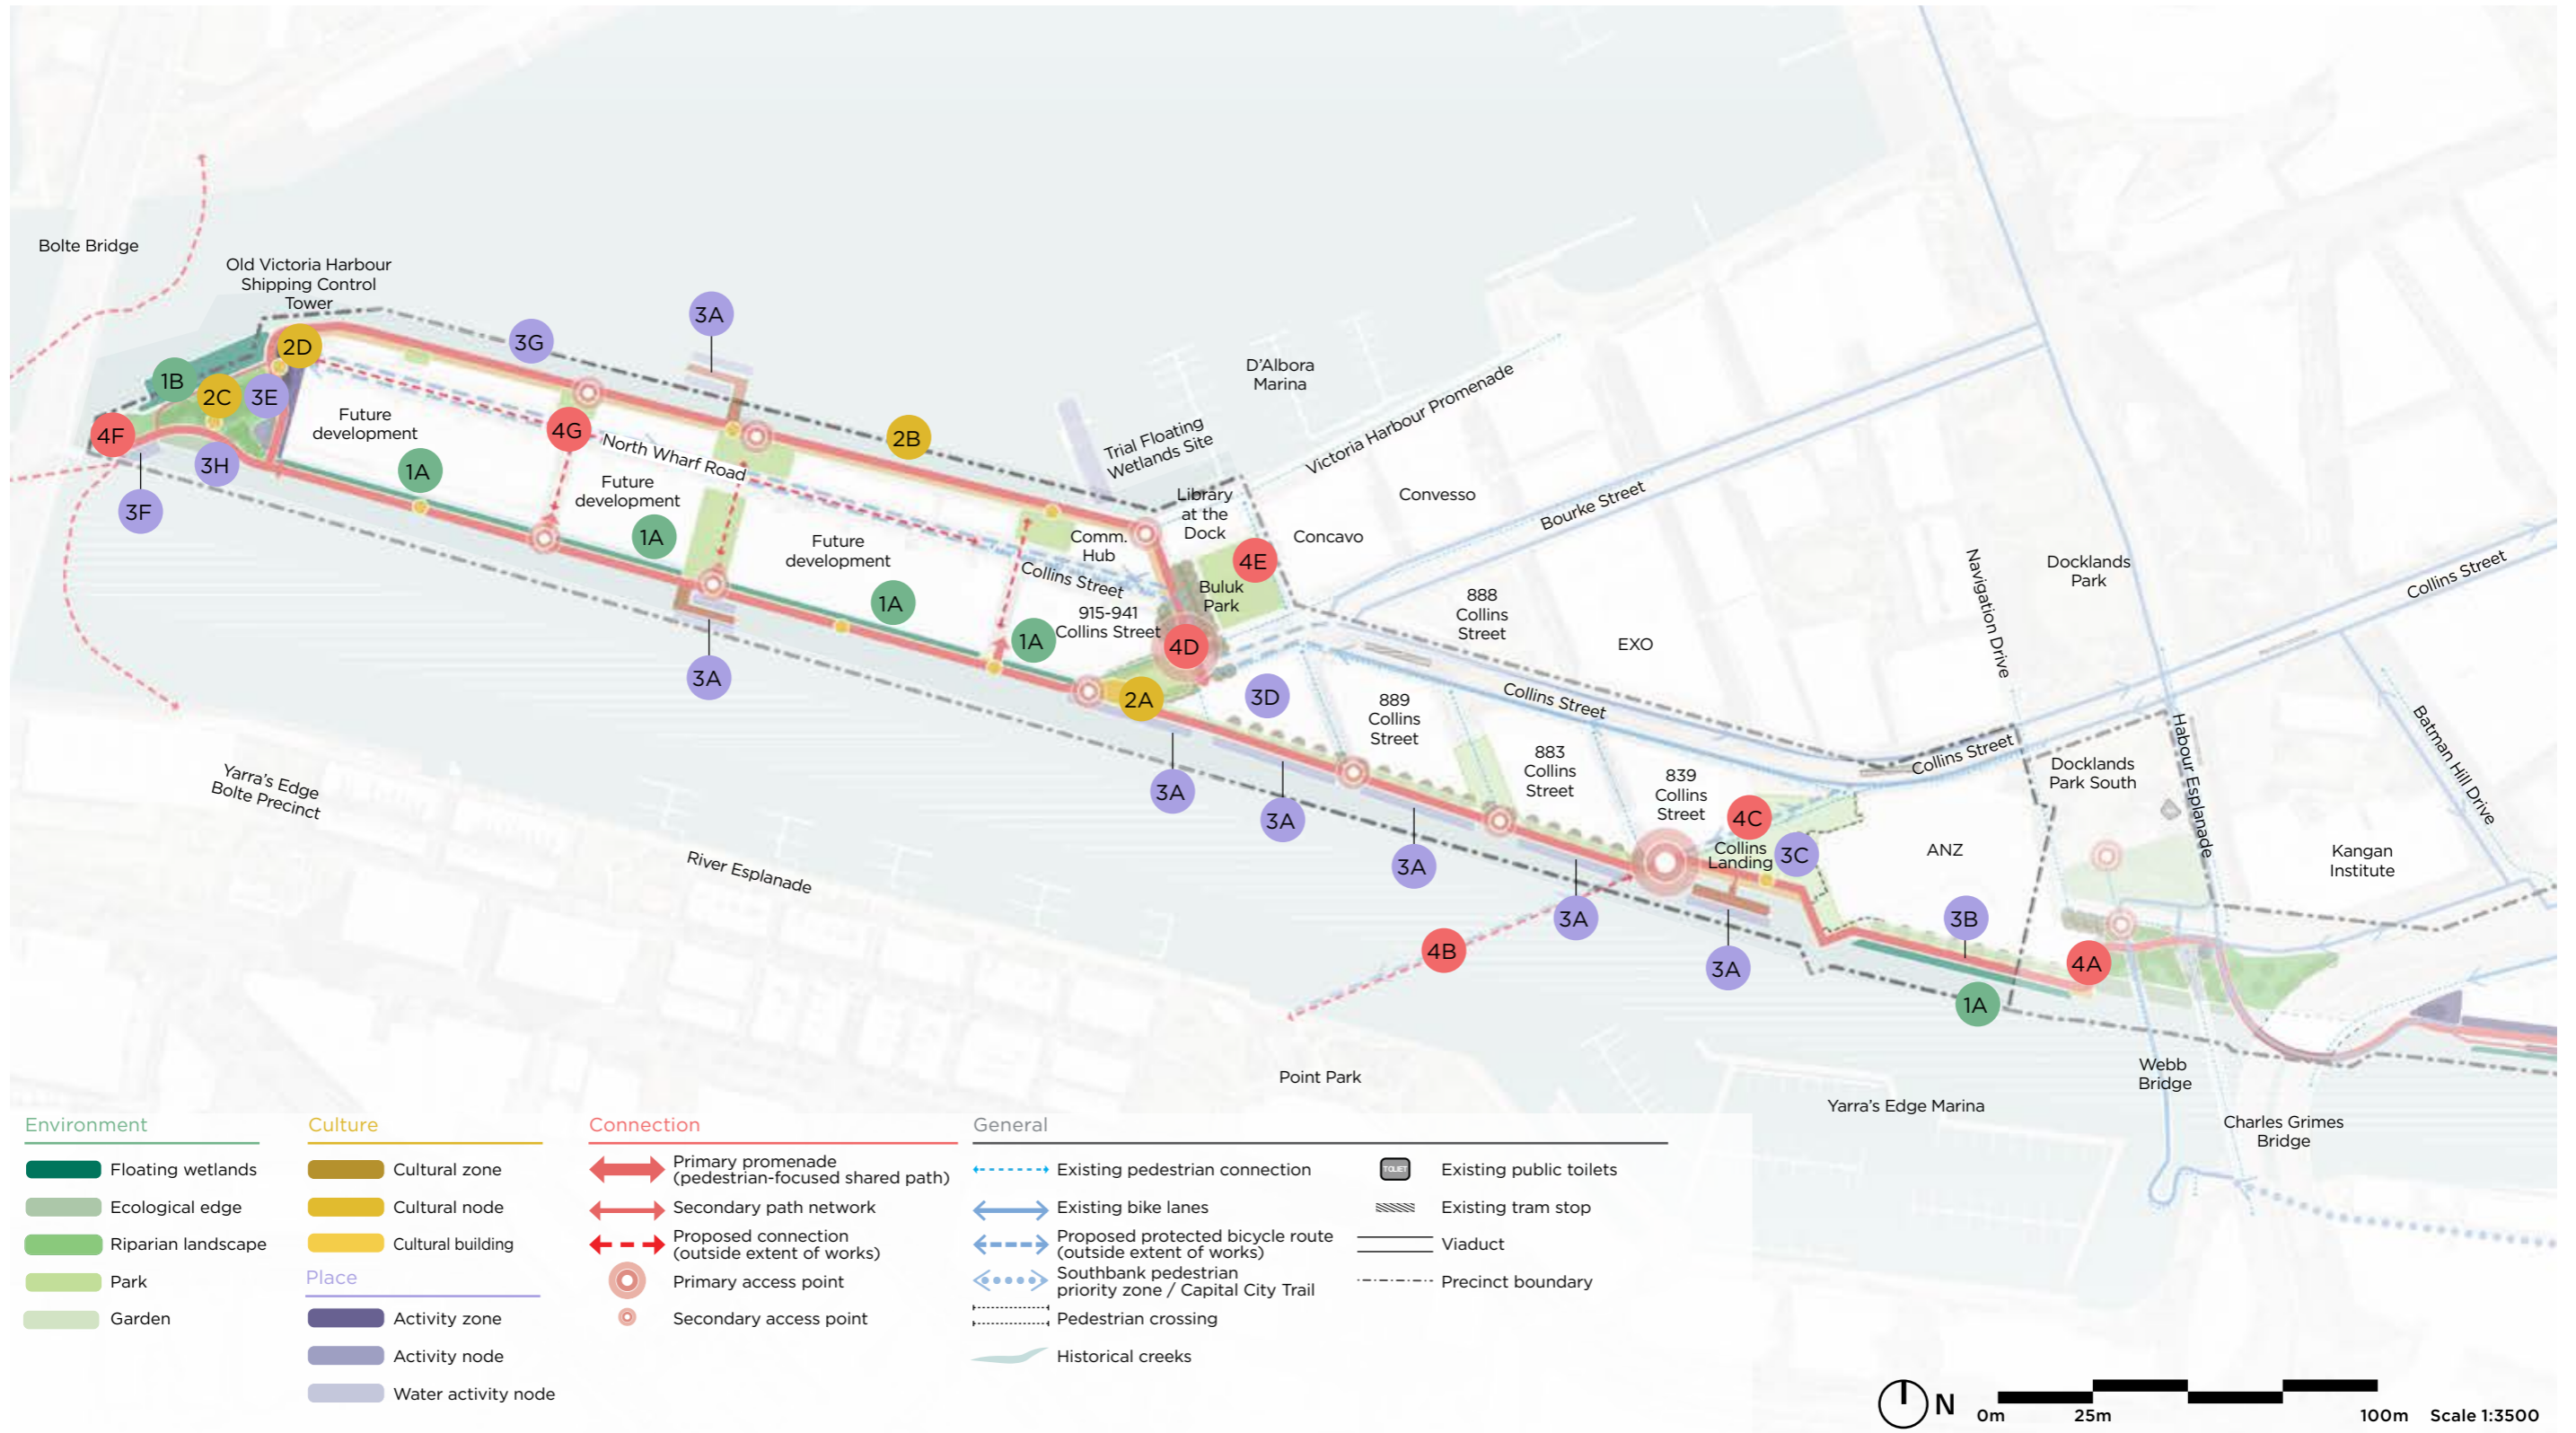 Bolte Bridge
Old Victoria Harbour
Shipping Control
Tower
3G
3A
2D
1B
2C
3E
4F
3H
3F
Future
development
1A
4G
North Wharf Road
Future
development
1A
2B
Future
development
1A
3A
Trial Floating
Wetlands Site
D'Albora
Marina
Victoria Harbour Promenade
Library
at the
Dock
Comm.
Hub
Collins Street
915-941
Collins Street
1A
4E
Buluk
Park
4D
2A
3D
Convesso
Concavo
Bourke Street
888
Collins
Street
EXO
Navigation Drive
Docklands
Park
Collins Street
889
Collins
Street
Collins Street
883
Collins
Street
839
Collins
Street
Collins Street
Docklands
Park South
Habour Esplanade
Batman Hill Drive
3A
3A
3A
3A
3A
4C
Collins
Landing
3C
ANZ
3B
4A
1A
Kangan
Institute
4B
Yarra's Edge
Bolte Precinct
River Esplanade
Point Park
Yarra's Edge Marina
Webb
Bridge
Charles Grimes
Bridge
Environment
Floating wetlands
Ecological edge
Riparian landscape
Park
Garden
Culture
Cultural zone
Cultural node
Cultural building
Place
Activity zone
Activity node
Water activity node
Connection
Primary promenade
(pedestrian-focused shared path)
Secondary path network
Proposed connection
(outside extent of works)
Primary access point
Secondary access point
General
Existing pedestrian connection
Existing bike lanes
Proposed protected bicycle route
(outside extent of works)
Southbank pedestrian
priority zone / Capital City Trail
Pedestrian crossing
Historical creeks
TOLIET
Existing public toilets
Existing tram stop
Viaduct
Precinct boundary
N
0m
25m
100m
Scale 1:3500